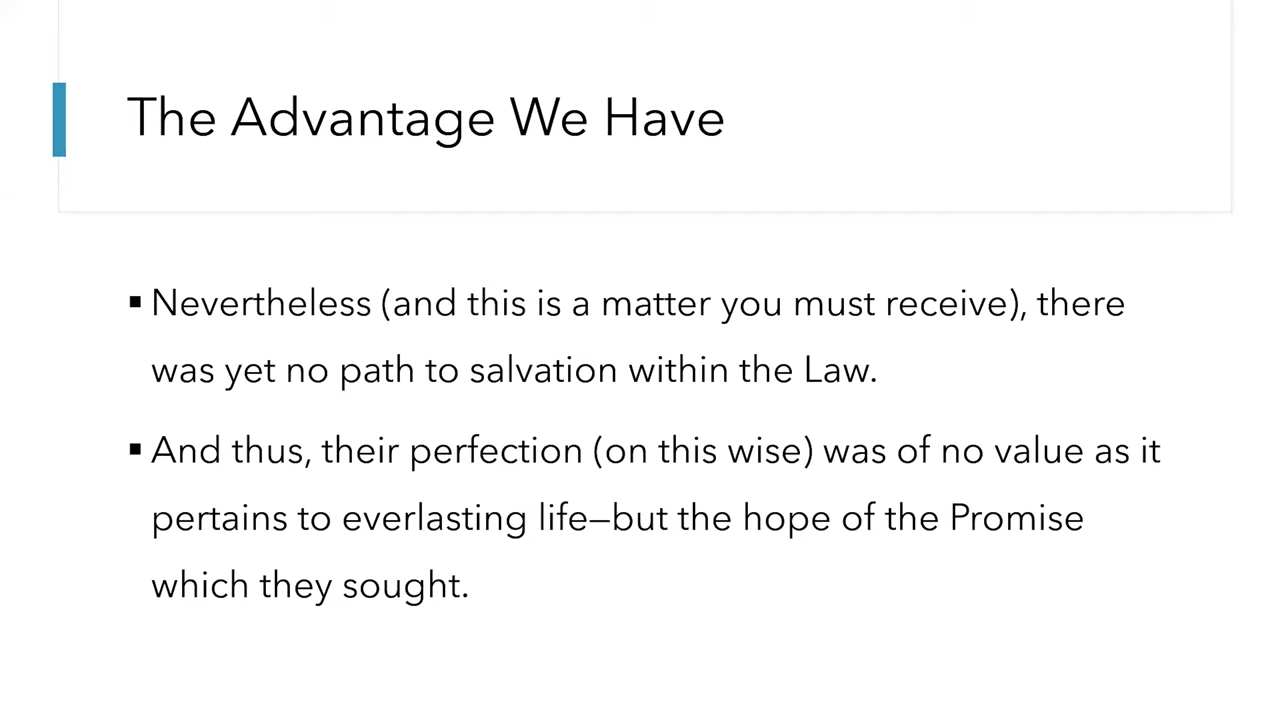 The Advantage We Have
▪ Nevertheless (and this is a matter you must receive), there
was yet no path to salvation within the Law.
▪ And thus, their perfection (on this wise) was of no value as it
pertains to everlasting life—but the hope of the Promise
which they sought.